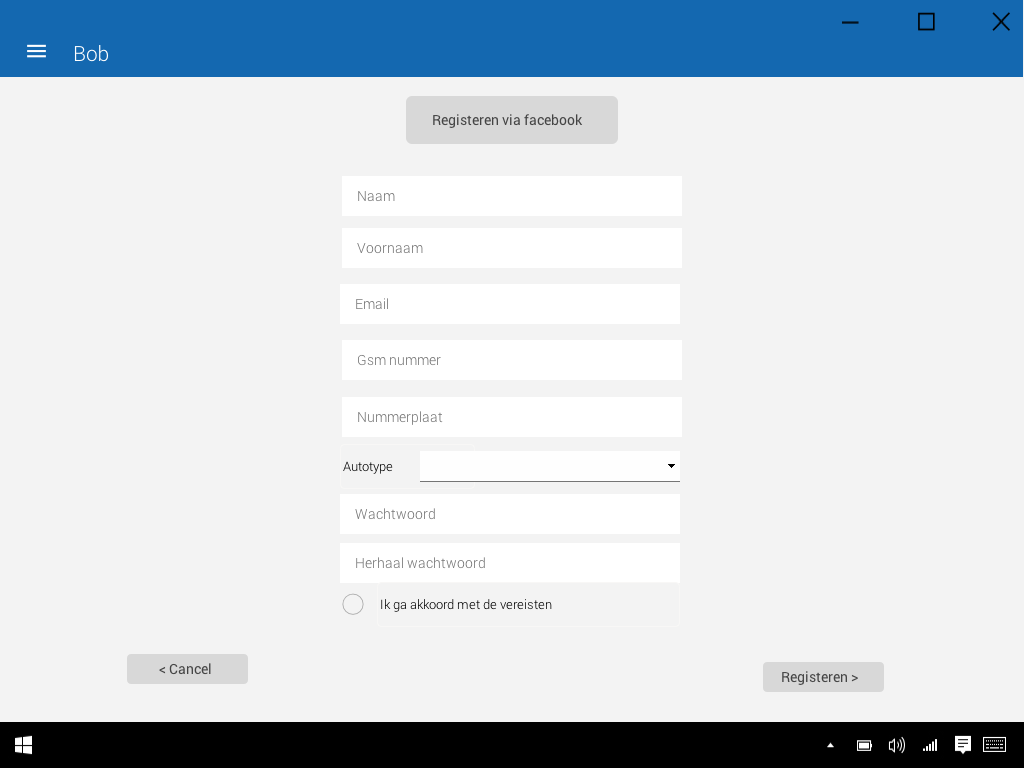 Bob
Registeren via facebook
Naam
Voornaam
Email
Gsm nummer
Nummerplaat
Autotype
Wachtwoord
Herhaal wachtwoord
Ik ga akkoord met de vereisten
< Cancel
Registeren >